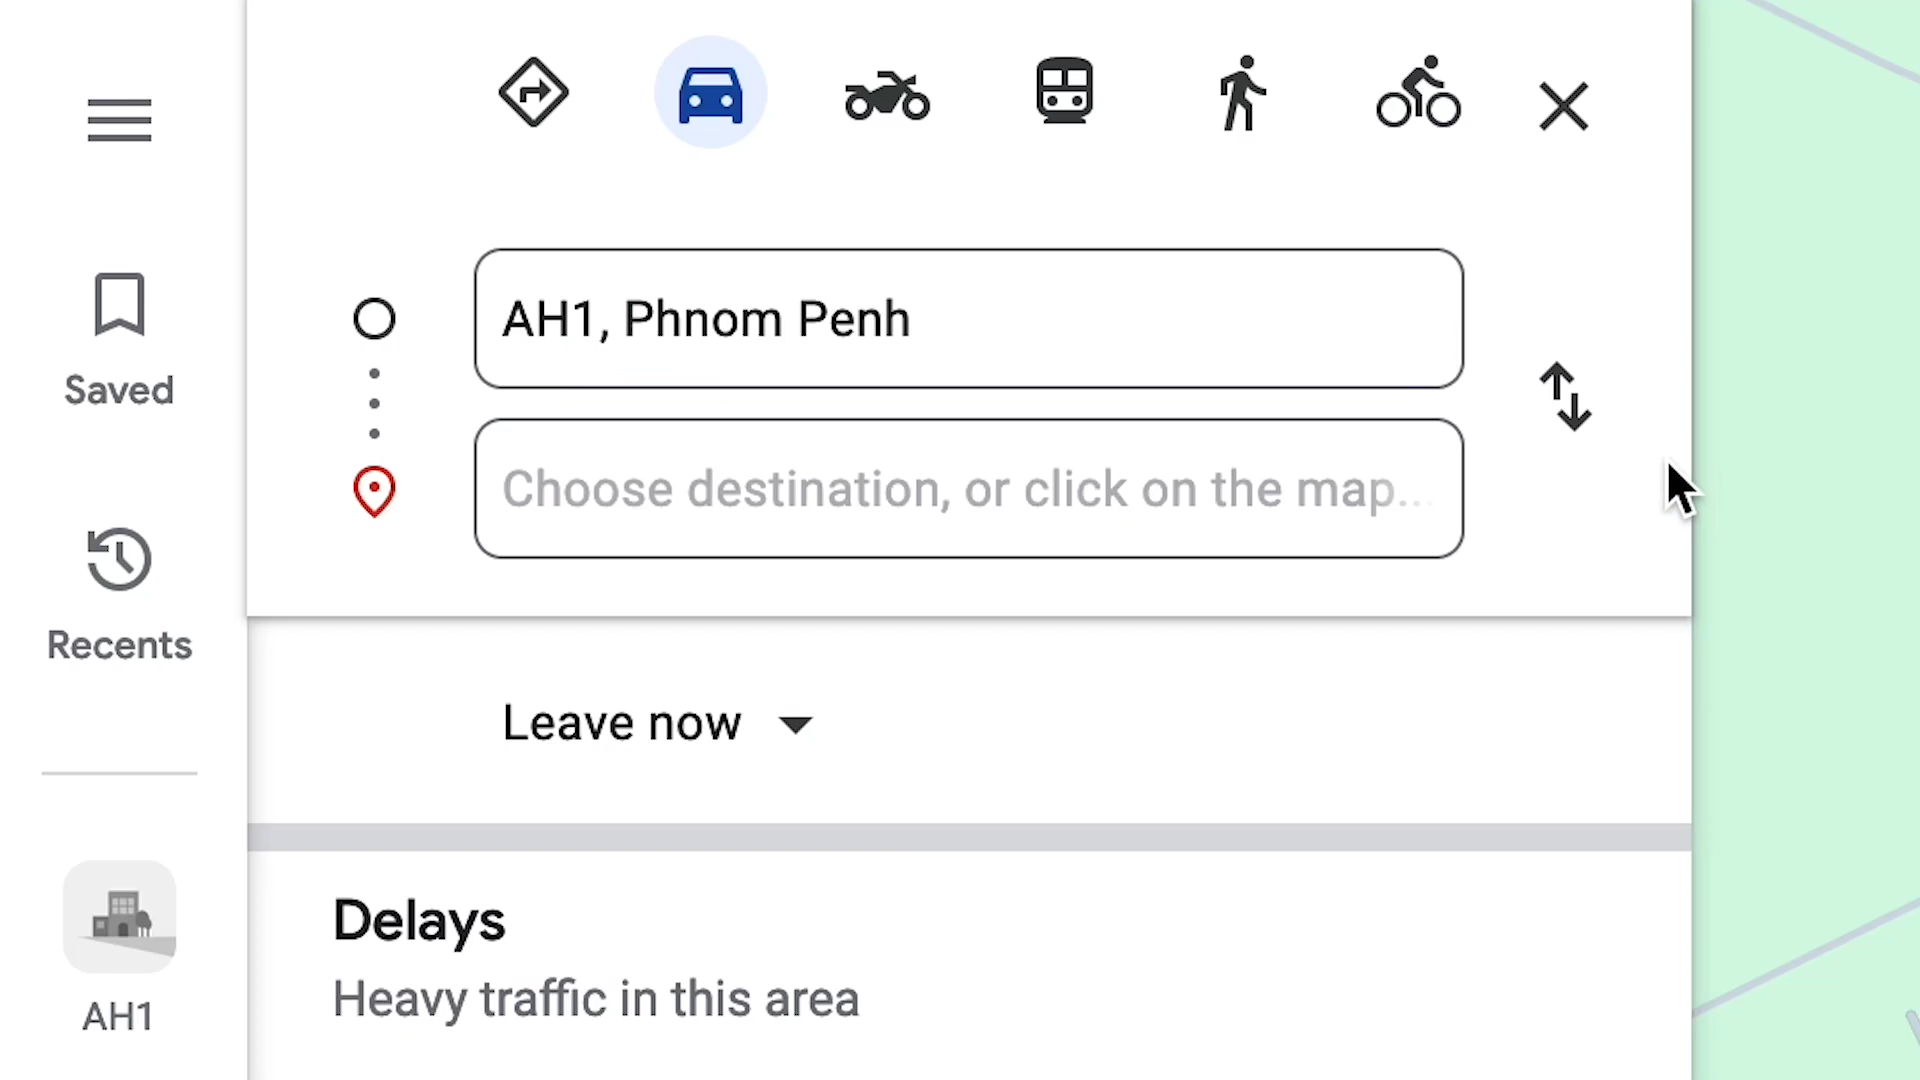 AH1, Phnom Penh
Saved
Choose destination, or click on the map...
Recents
Leave now
Delays
Heavy traffic in this area
AH1